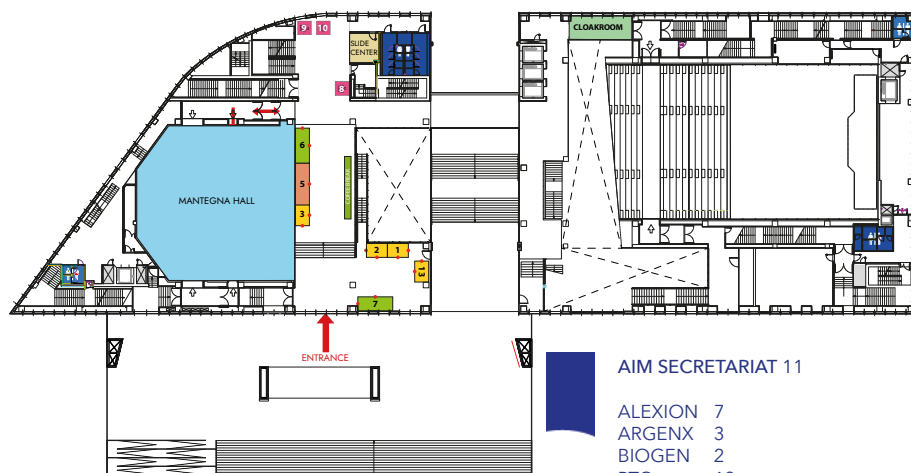 9 10
SLIDE
CENTER
CLOAKROOM
8
6
5
3
MANTEGNA HALL
2 1
13
7
11
ENTRANCE
AIM SECRETARIAT 11
ALEXION 7
ARGENX 3
BIOGEN 2